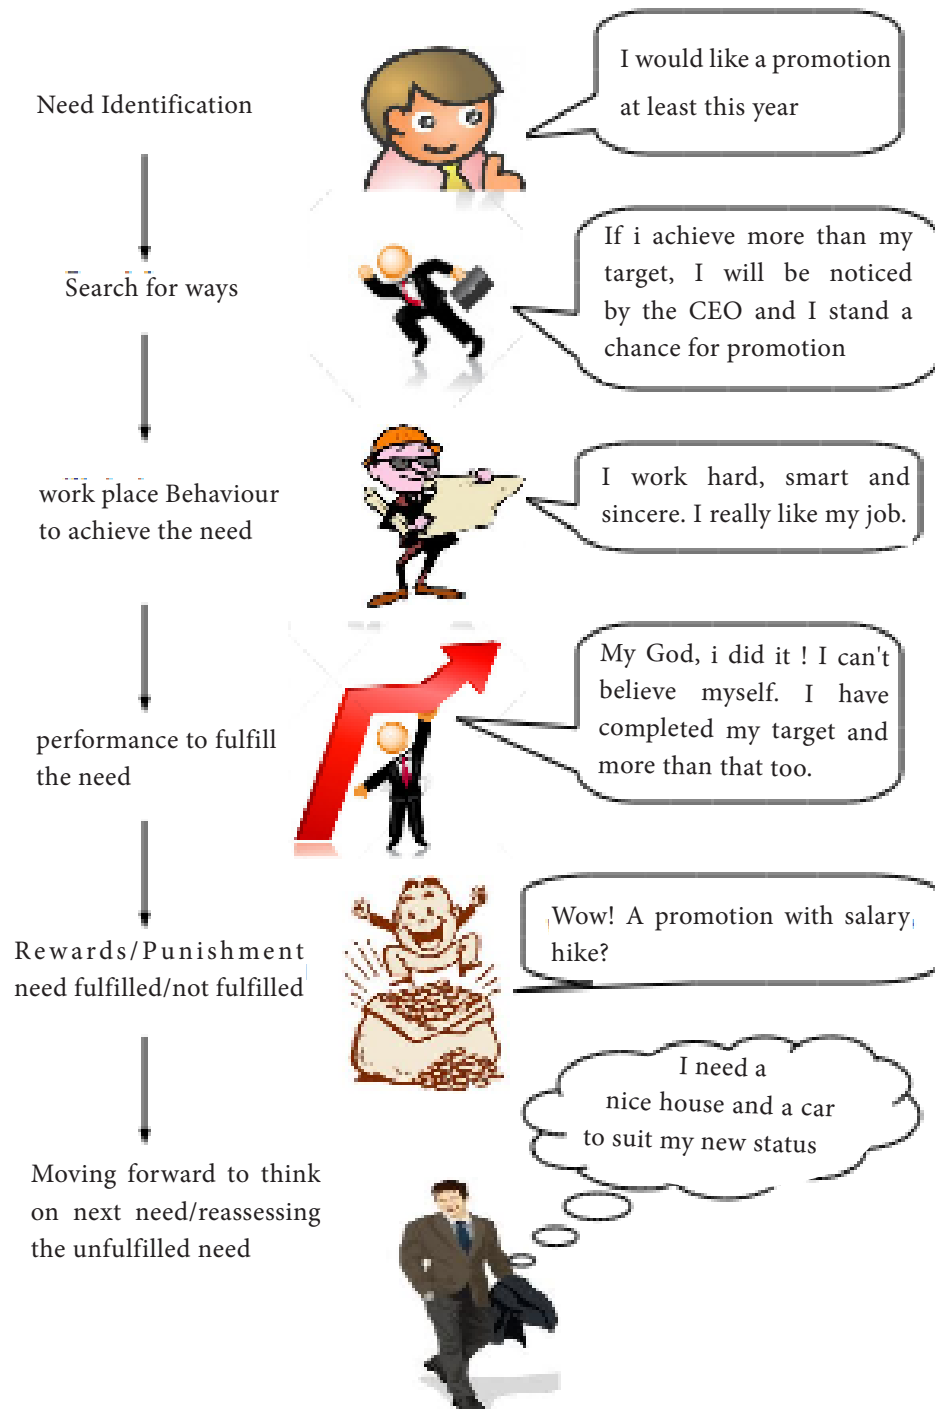 Need Identification
I would like a promotion
at least this year
Search for ways
If i achieve more than my
target, I will be noticed
by the CEO and I stand a
chance for promotion
work place Behaviour
to achieve the need
I work hard, smart and
sincere. I really like my job.
performance to fulfill
the need
My God, i did it ! I can't
believe myself. I have
completed my target and
more than that too.
Rewards/Punishment
need fulfilled/not fulfilled
Wow! A promotion with salary
hike?
Moving forward to think
on next need/reassessing
the unfulfilled need
I need a
nice house and a car
to suit my new status